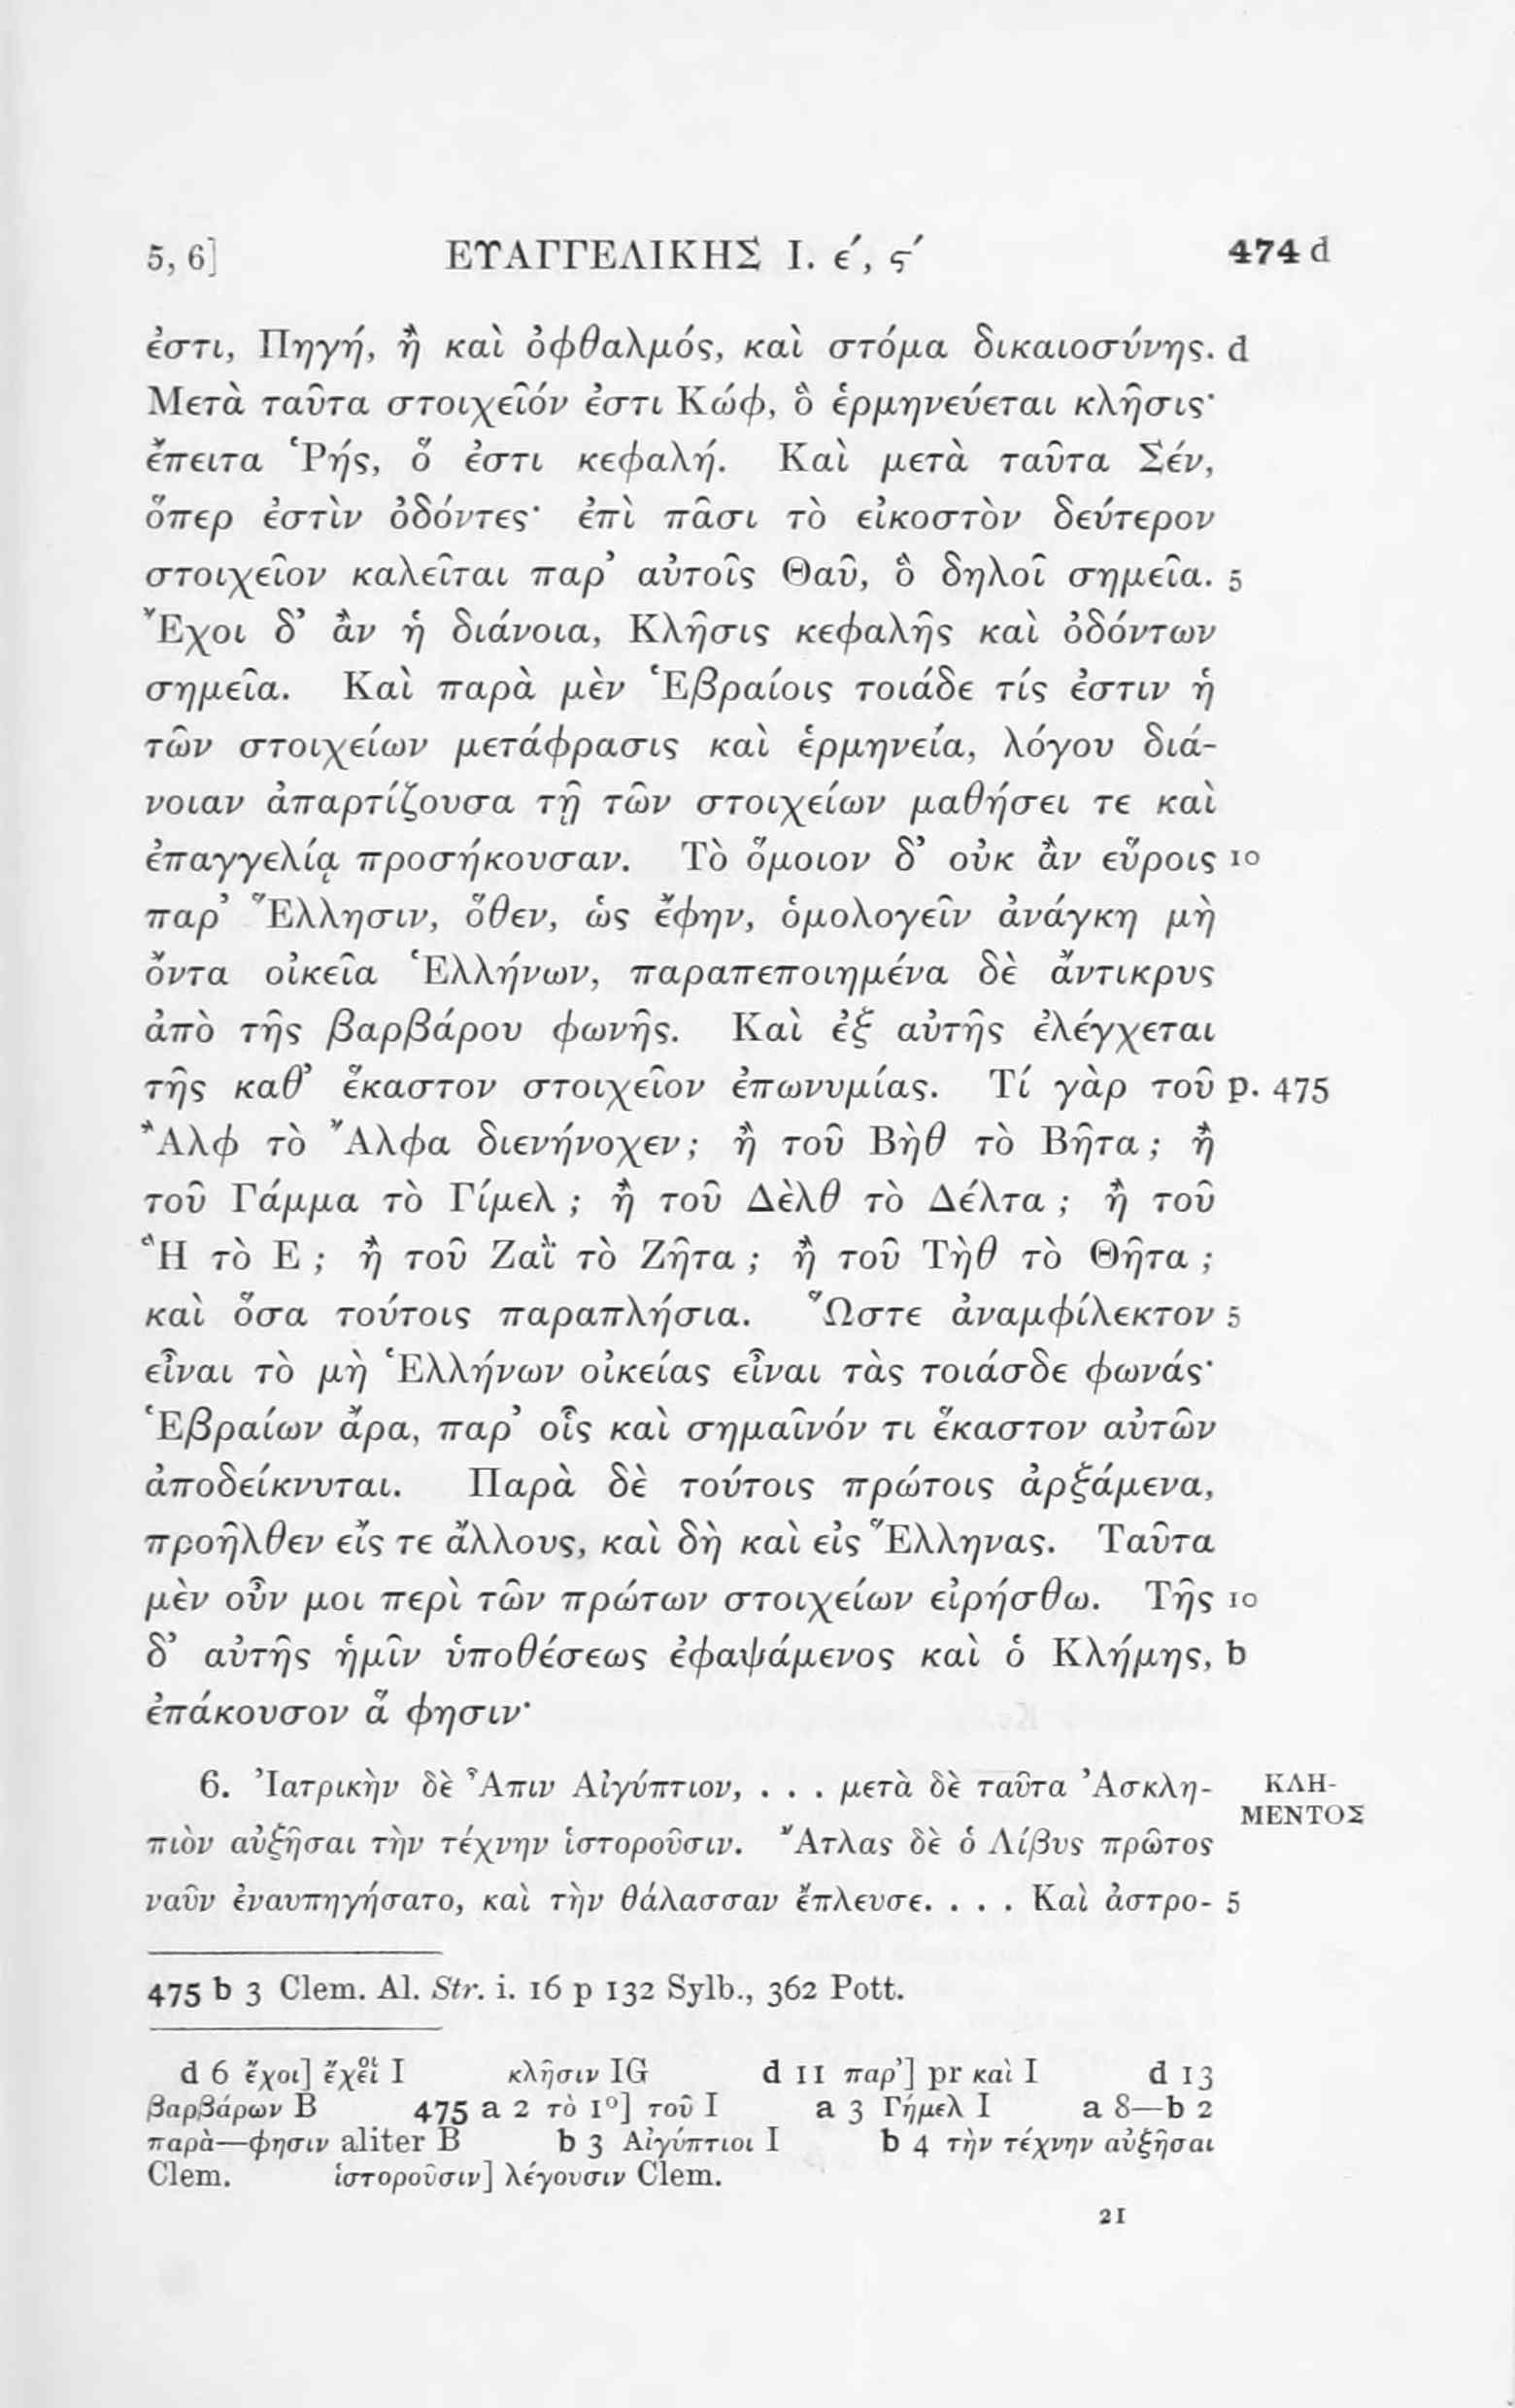 5, 6] ΕΥΑΓΓΕΛΙΚΗΣ Ι. έ, ϛ΄ 474 d
ἐστι, Πηγή, ἢ καὶ ὀφθαλμός, καὶ στόμα δικαιοσύνης. d
Μετὰ ταῦτα στοιχεῖόν ἐστι Κώφ, ὃ ἑρμηνεύεται κλῆσις·
ἔπειτα Ῥής, ὅ ἐστι κεφαλή. Καὶ μετὰ ταῦτα Σέν,
ὅπερ ἐστὶν ὀδόντες· ἐπὶ πᾶσι τὸ εἰκοστὸν δεύτερον
στοιχεῖον καλεῖται παρ’ αὐτοῖς Θαῦ, ὃ δηλοῖ σημεῖα. 5
Ἔχοι δ’ ἂν ἡ διάνοια, Κλῆσις κεφαλῆς καὶ ὀδόντων
σημεῖα. Καὶ παρὰ μὲν Ἑβραίοις τοιάδε τίς ἐστιν ἡ
τῶν στοιχείων μετάφρασις καὶ ἑρμηνεία, λόγου διά-
νοιαν ἀπαρτίζουσα τῇ τῶν στοιχείων μαθήσει τε καὶ
ἐπαγγελίᾳ προσήκουσαν. Τὸ ὅμοιον δ’ οὐκ ἂν εὕροις 10
παρ’ Ἕλλησιν, ὅθεν, ὡς ἔφην, ὁμολογεῖν ἀνάγκη μὴ
ὄντα οἰκεῖα Ἑλλήνων, παραπεποιημένα δὲ ἄντικρυς
ἀπὸ τῆς βαρβάρου φωνῆς. Καὶ ἐξ αὐτῆς ἐλέγχεται
τῆς καθ’ ἕκαστον στοιχεῖον ἐπωνυμίας. Τί γὰρ τοῦ p. 475
Ἄλφ τὸ Ἄλφα διενήνοχεν; ἢ τοῦ Βὴθ τὸ Βῆτα; ἢ
τοῦ Γάμμα τὸ Γίμελ; ἢ τοῦ Δὲλθ τὸ Δέλτα; ἢ τοῦ
Ἣ τὸ Ε; ἢ τοῦ Ζαῒ τὸ Ζῆτα; ἢ τοῦ Τὴθ τὸ Θῆτα;
καὶ ὅσα τούτοις παραπλήσια. Ὥστε ἀναμφίλεκτον 5
εἶναι τὸ μὴ Ἑλλήνων οἰκείας εἶναι τὰς τοιάσδε φωνάς·
Ἑβραίων ἄρα, παρ’ οἷς καὶ σημαῖνόν τι ἕκαστον αὐτῶν
ἀποδείκνυται. Παρὰ δὲ τούτοις πρώτοις ἀρξάμενα,
προῆλθεν εἴς τε ἄλλους, καὶ δὴ καὶ εἰς Ἕλληνας. Ταῦτα
μὲν οὖν μοι περὶ τῶν πρώτων στοιχείων εἰρήσθω. Τῆς 10
δ’ αὐτῆς ἡμῖν ὑποθέσεως ἐφαψάμενος καὶ ὁ Κλήμης, b
ἐπάκουσον ἅ φησιν·
6. Ἰατρικὴν δὲ Ἆπιν Αἰγύπτιον, . . . μετὰ δὲ ταῦτα Ἀσκλη- ΚΛΗ-
ΜΕΝΤΟΣ
πιὸν αὐξῆσαι τὴν τέχνην ἱστοροῦσιν. Ἄτλας δὲ ὁ Λίβυς πρῶτος
ναῦν ἐναυπηγήσατο, καὶ τὴν θάλασσαν ἔπλευσε. . . . Καὶ ἀστρο- 5
475 b 3 Clem. Al. Str. i. 16 p 132 Sylb., 362 Pott.
d 6 ἔχοι] ἔχεῖοι I κλῆσιν IG d 11 παρ’] pr καὶ I d 13
βαρβάρων B 475 a 2 τὸ 1º] τοῦ I a 3 Γήμελ I a 8—b 2
παρὰ—φησιν aliter B b 3 Αἰγύπτιοι I b 4 τὴν τέχνην αὐξῆσαι
Clem. ἱστοροῦσιν] λέγουσιν Clem.
21